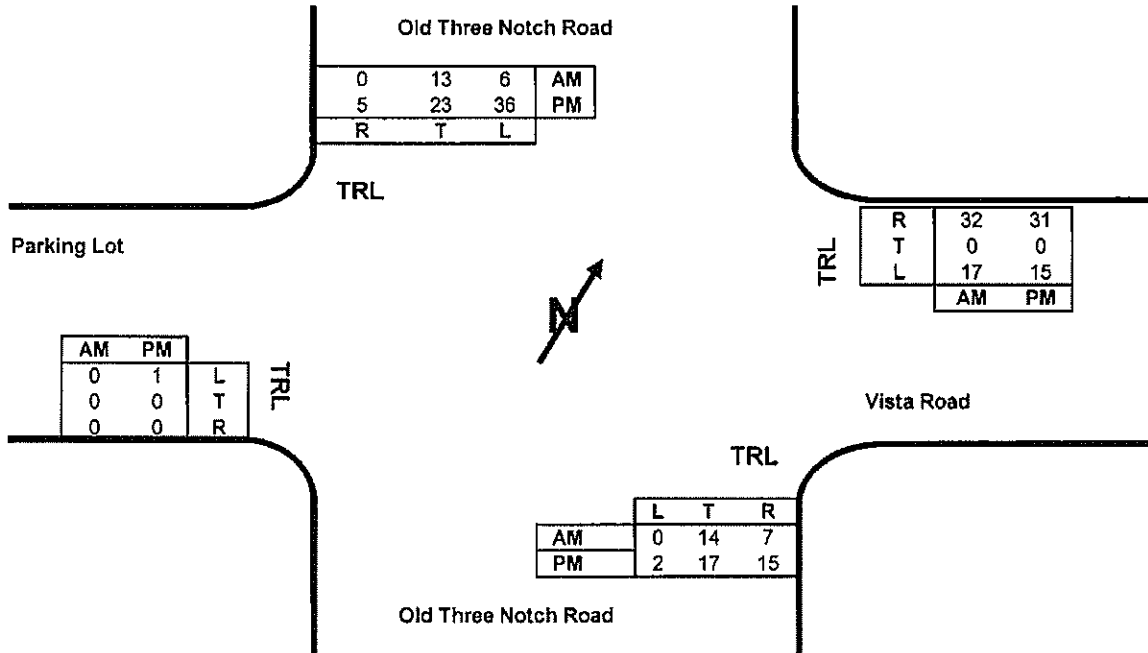 Old Three Notch Road
0 13 6 AM
5 23 36 PM
R T L
TRL
Parking Lot
TRL
R 32 31
T 0 0
L 17 15
AM PM
N
AM PM
0 1 L
0 0 T
0 0 R
TRL
Vista Road
TRL
L T R
AM 0 14 7
PM 2 17 15
Old Three Notch Road